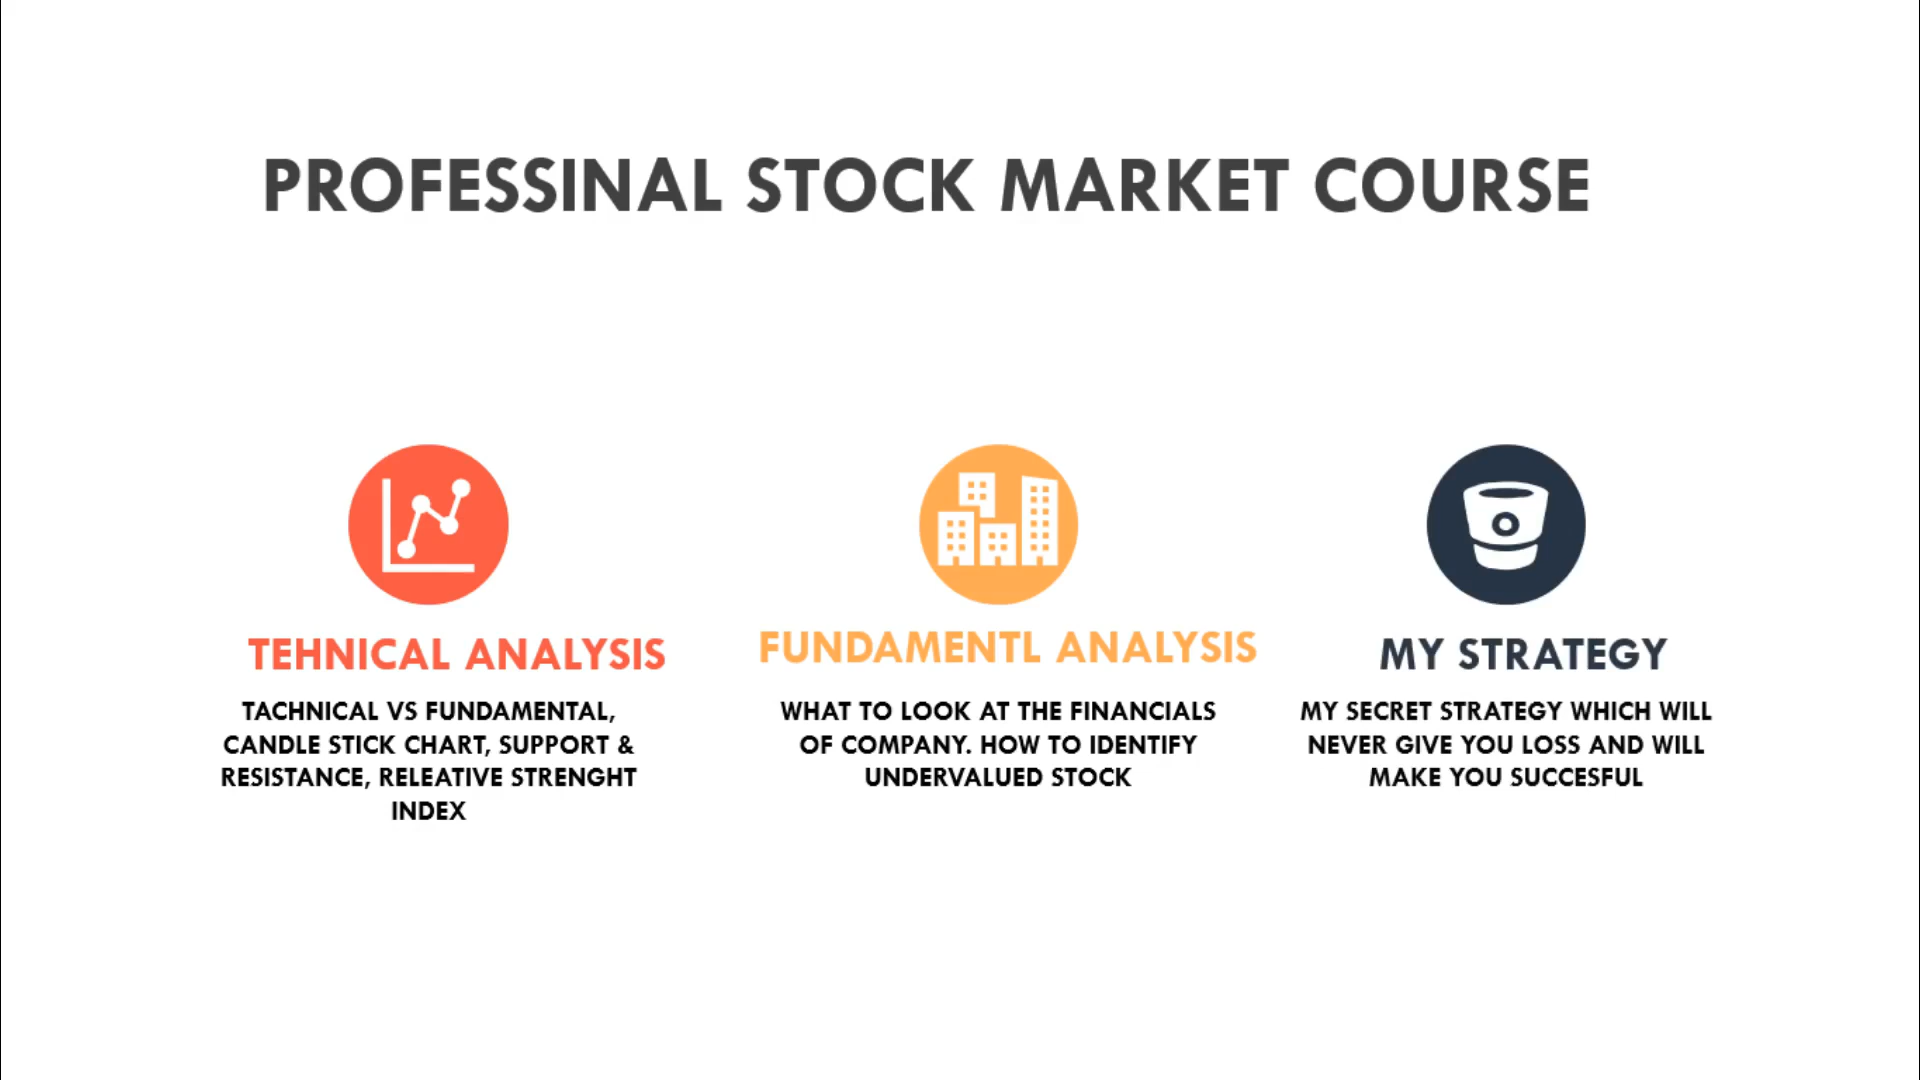 PROFESSINAL STOCK MARKET COURSE
TEHNICAL ANALYSIS
TACHNICAL VS FUNDAMENTAL,
CANDLE STICK CHART, SUPPORT &
RESISTANCE, RELEATIVE STRENGHT
INDEX
FUNDAMENTL ANALYSIS
WHAT TO LOOK AT THE FINANCIALS
OF COMPANY. HOW TO IDENTIFY
UNDERVALUED STOCK
MY STRATEGY
MY SECRET STRATEGY WHICH WILL
NEVER GIVE YOU LOSS AND WILL
MAKE YOU SUCCESFUL